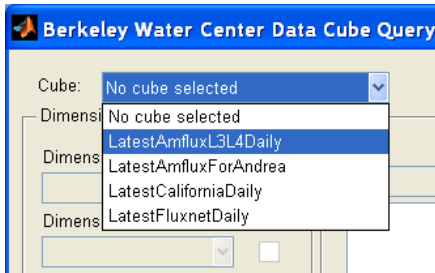 Berkeley Water Center Data Cube Query
Cube: No cube selected
No cube selected
LatestAmfluxL3L4Daily
LatestAmfluxForAndrea
LatestCaliforniaDaily
LatestFluxnetDaily
Dimensi
Dimens
Dimens